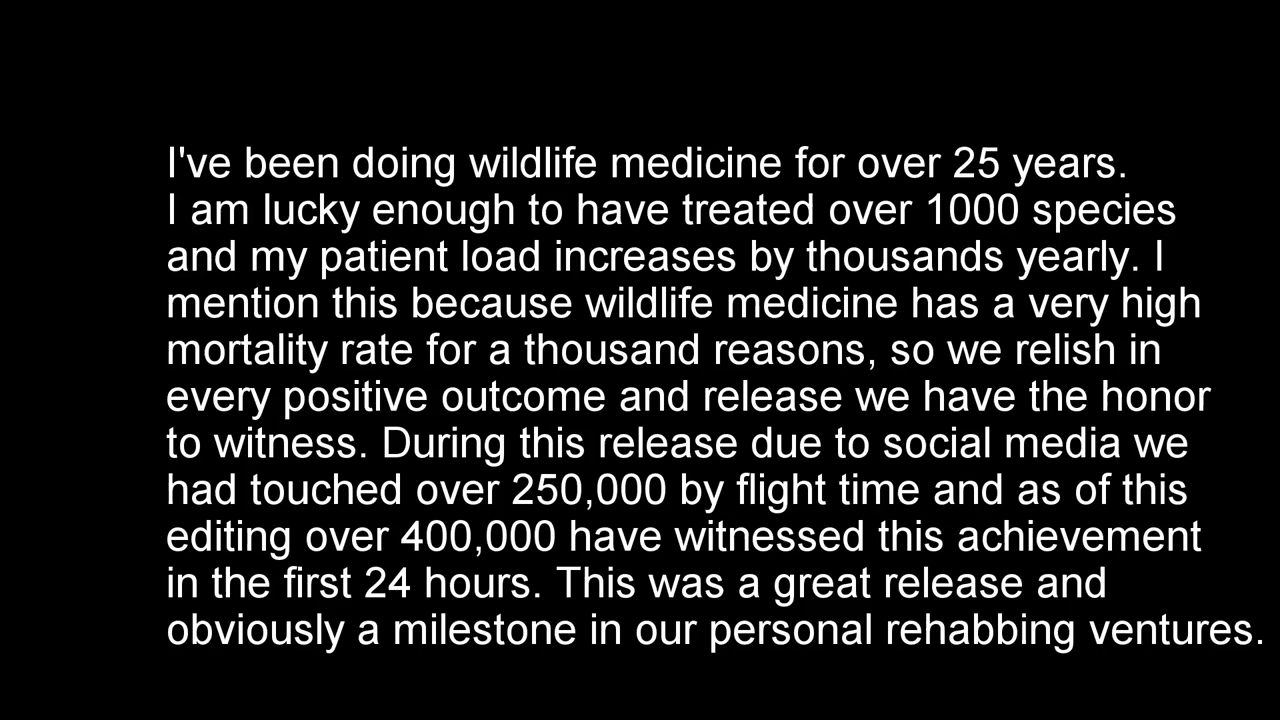 I've been doing wildlife medicine for over 25 years.
I am lucky enough to have treated over 1000 species
and my patient load increases by thousands yearly. I
mention this because wildlife medicine has a very high
mortality rate for a thousand reasons, so we relish in
every positive outcome and release we have the honor
to witness. During this release due to social media we
had touched over 250,000 by flight time and as of this
editing over 400,000 have witnessed this achievement
in the first 24 hours. This was a great release and
obviously a milestone in our personal rehabbing ventures.